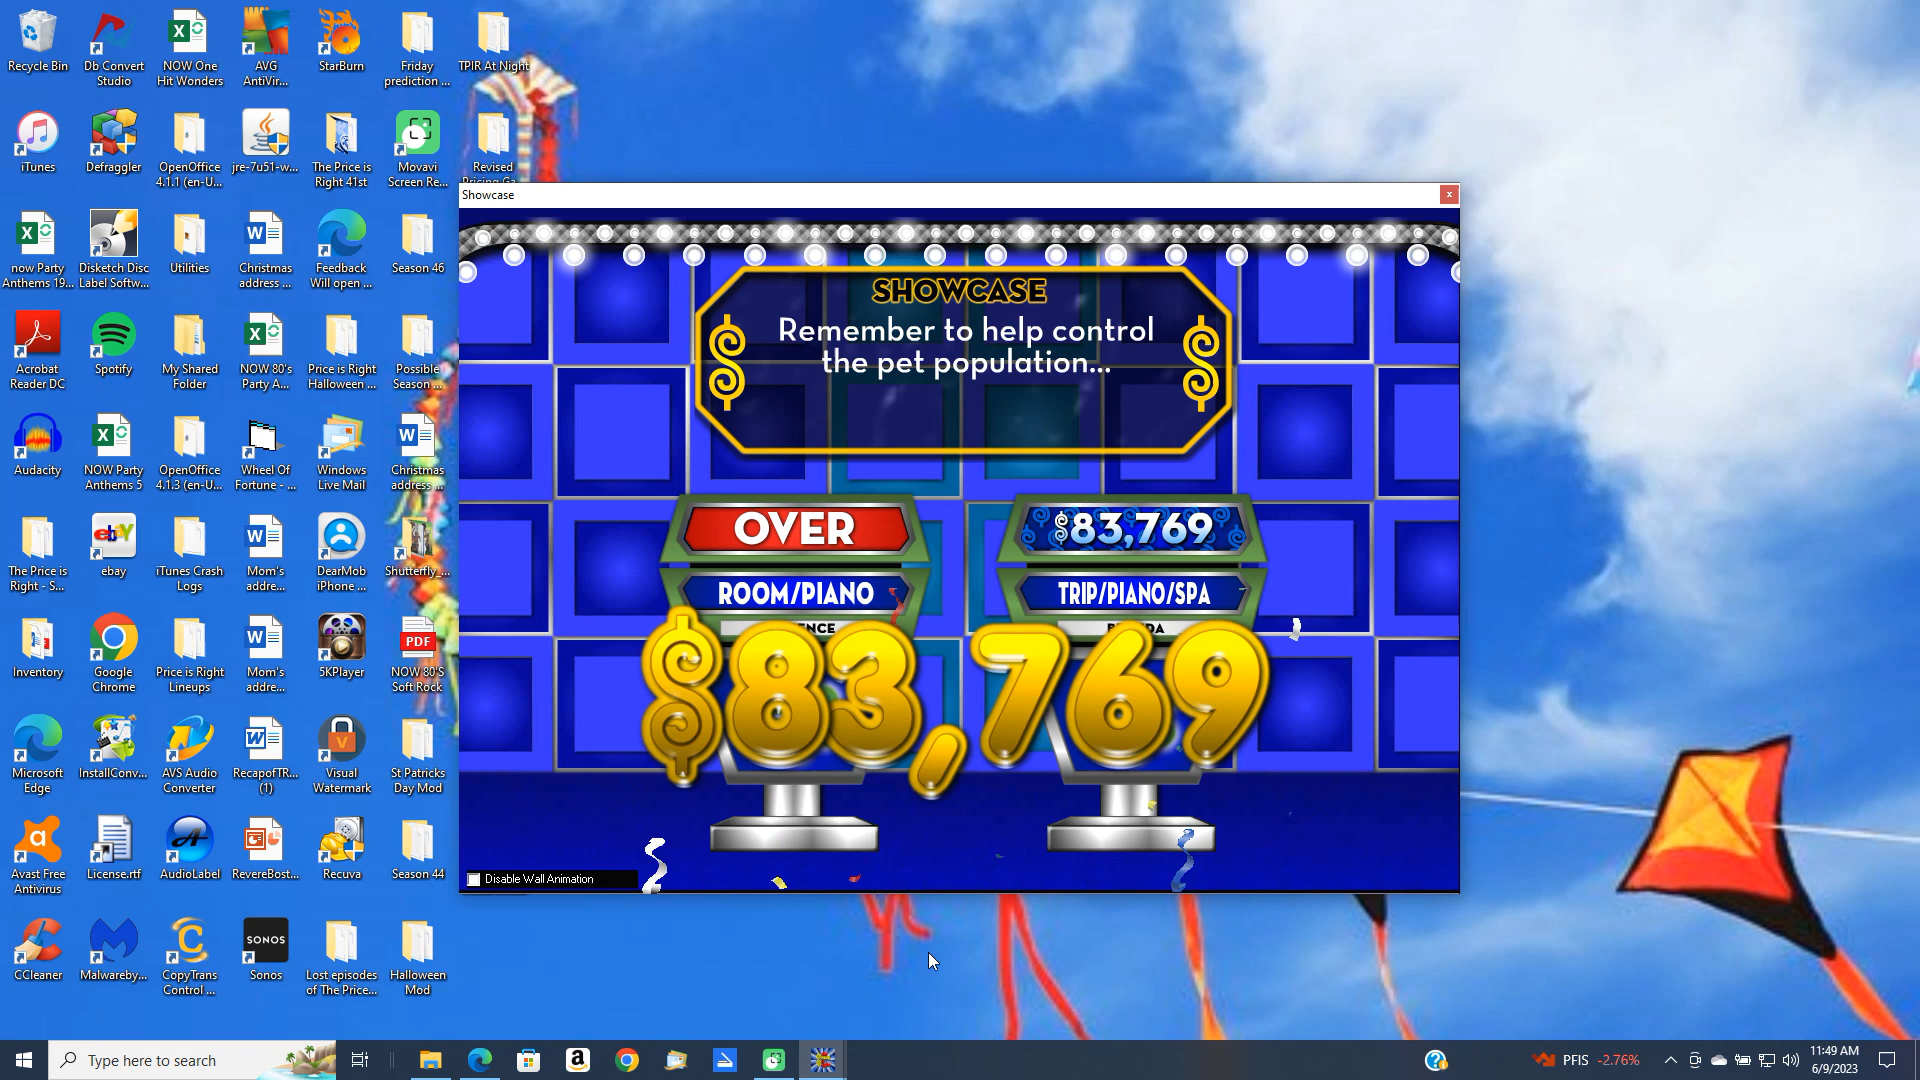 Recycle Bin
Db Convert
Studio
NOW One
Hit Wonders
AVG
AntiVir...
StarBurn
Friday
prediction ...
TPIR At Night
iTunes
Defraggler
OpenOffice
4.1.1 (en-U...
jre-7u51-w...
The Price is
Right 41st
Movavi
Screen Re...
Revised
Pricing Ga...
now Party
Anthems 19...
Disketch Disc
Label Softw...
Utilities
Christmas
address ...
Feedback
Will open ...
Season 46
Acrobat
Reader DC
Spotify
My Shared
Folder
NOW 80's
Party A...
Price is Right
Halloween ...
Possible
Season ...
Audacity
NOW Party
Anthems 5
OpenOffice
4.1.3 (en-U...
Wheel Of
Fortune - ...
Windows
Live Mail
Christmas
address ...
The Price is
Right - S...
ebay
iTunes Crash
Logs
Mom's
addre...
DearMob
iPhone ...
Shutterfly_...
Inventory
Google
Chrome
Price is Right
Lineups
Mom's
addre...
5KPlayer
PDF
NOW 80'S
Soft Rock
Microsoft
Edge
InstallConv...
AVS Audio
Converter
RecapofTR...
(1)
Visual
Watermark
St Patricks
Day Mod
Avast Free
Antivirus
License.rtf
AudioLabel
RevereBost...
Recuva
Season 44
CCleaner
Malwareby...
CopyTrans
Control ...
SONOS
Sonos
Lost episodes
of The Price...
Halloween
Mod
Showcase
SHOWCASE
Remember to help control
the pet population...
OVER
$83,769
ROOM/PIANO
TRIP/PIANO/SPA
$83,769
Disable Wall Animation
Type here to search
PFIS -2.76%
11:49 AM
6/9/2023